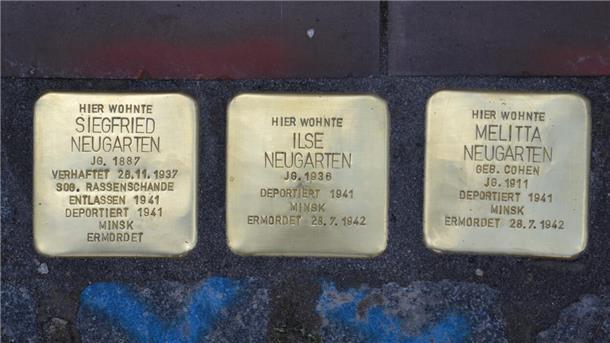 HIER WOHNTE
SIEGFRIED
NEUGARTEN
JG. 1887
VERHAFTET 26.11.1937
SOG. RASSENSCHANDE
ENTLASSEN 1941
DEPORTIERT 1941
MINSK
ERMORDET
HIER WOHNTE
ILSE
NEUGARTEN
JG. 1936
DEPORTIERT 1941
MINSK
ERMORDET 28.7.1942
HIER WOHNTE
MELITTA
NEUGARTEN
GEB. COHEN
JG. 1911
DEPORTIERT 1941
MINSK
ERMORDET 28.7.1942